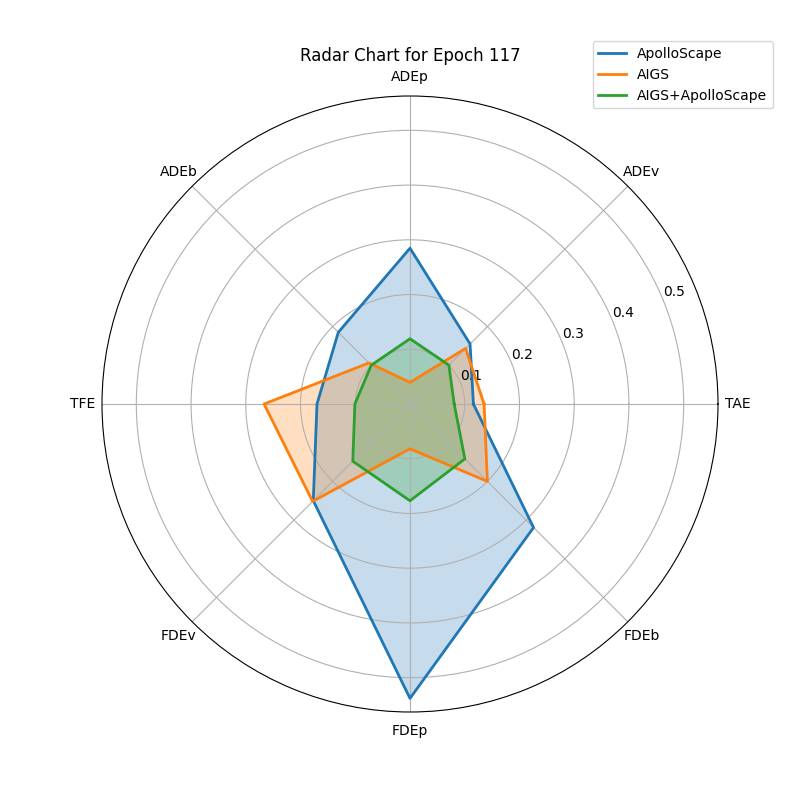 Radar Chart for Epoch 117
ApolloScape
AIGS
AIGS+ApolloScape
ADEp
ADEb
ADEv
0.5
0.4
0.3
0.2
0.1
TFE
TAE
FDEv
FDEb
FDEp